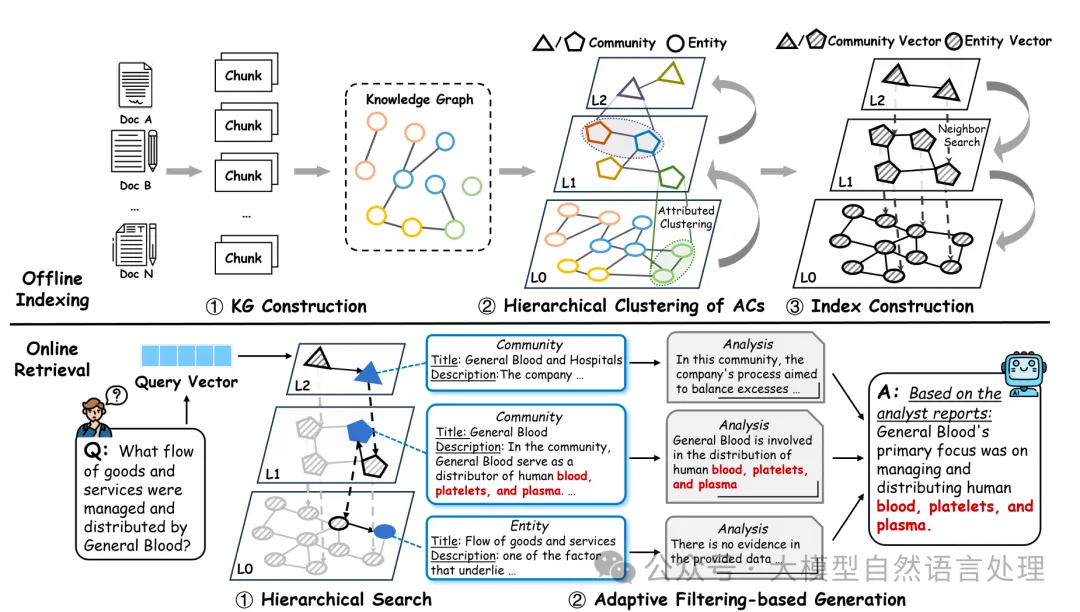 △/⬠ Community ○ Entity
△/⬠ Community Vector ○ Entity Vector
Doc A
Doc B
...
Doc N
Chunk
Chunk
Chunk
...
Chunk
Knowledge Graph
L2
L1
Attributed
Clustering
L0
L2
Neighbor
Search
L1
L0
Offline
Indexing
① KG Construction
② Hierarchical Clustering of ACs
③ Index Construction
Online
Retrieval
Query Vector
?
Q: What flow
of goods and
services were
managed and
distributed by
General Blood?
L2
L1
L0
Community
Title: General Blood and Hospitals
Description:The company ...
Community
Title: General Blood
Description: In the community,
General Blood serve as a
distributor of human blood,
platelets, and plasma. ...
Entity
Title: Flow of goods and services
Description: one of the factor
that underlie ...
Analysis
In this community, the
company's process aimed
to balance excesses ...
Analysis
General Blood is involved
in the distribution of
human blood, platelets,
and plasma
Analysis
There is no evidence in
the provided data ...
AI
A: Based on the
analyst reports:
General Blood's
primary focus was on
managing and
distributing human
blood, platelets, and
plasma.
① Hierarchical Search
② Adaptive Filtering-based Generation
公众号 · 大模型自然语言处理